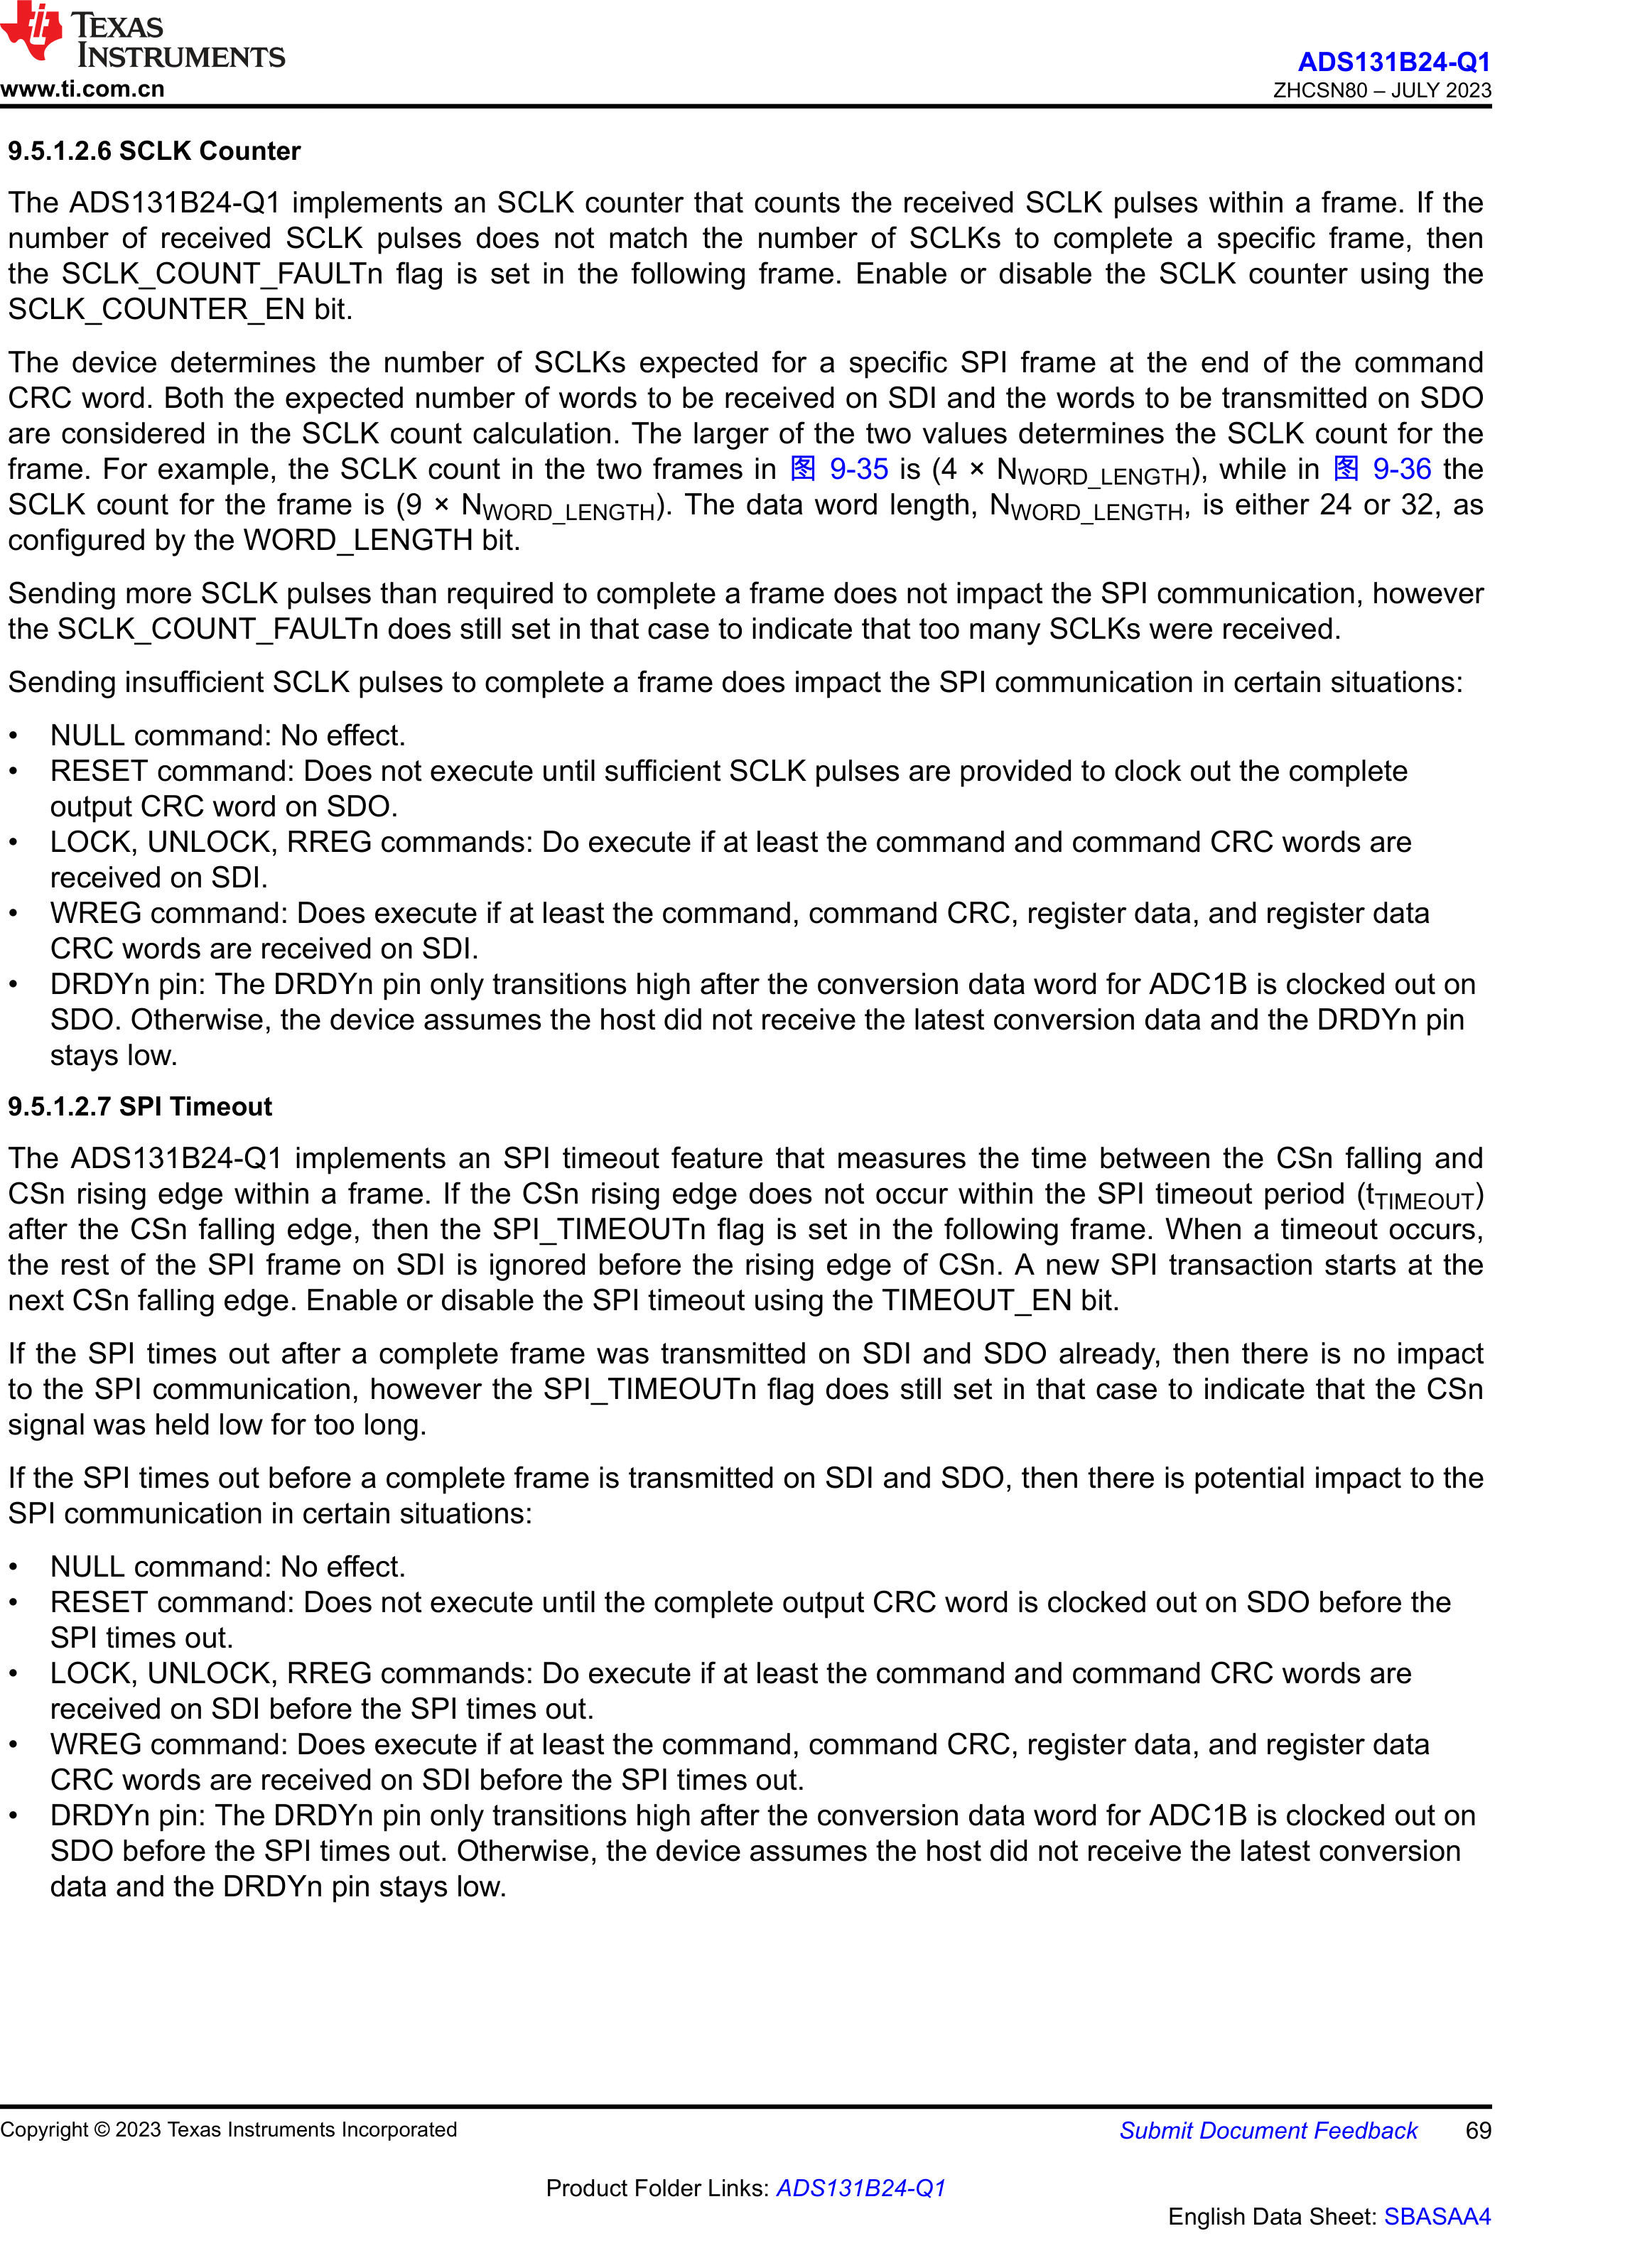 TEXAS
INSTRUMENTS
www.ti.com.cn
ADS131B24-Q1
ZHCSN80 – JULY 2023
9.5.1.2.6 SCLK Counter
The ADS131B24-Q1 implements an SCLK counter that counts the received SCLK pulses within a frame. If the
number of received SCLK pulses does not match the number of SCLKs to complete a specific frame, then
the SCLK_COUNT_FAULTn flag is set in the following frame. Enable or disable the SCLK counter using the
SCLK_COUNTER_EN bit.
The device determines the number of SCLKs expected for a specific SPI frame at the end of the command
CRC word. Both the expected number of words to be received on SDI and the words to be transmitted on SDO
are considered in the SCLK count calculation. The larger of the two values determines the SCLK count for the
frame. For example, the SCLK count in the two frames in 图 9-35 is (4 × NWORD_LENGTH), while in 图 9-36 the
SCLK count for the frame is (9 × NWORD_LENGTH). The data word length, NWORD_LENGTH, is either 24 or 32, as
configured by the WORD_LENGTH bit.
Sending more SCLK pulses than required to complete a frame does not impact the SPI communication, however
the SCLK_COUNT_FAULTn does still set in that case to indicate that too many SCLKs were received.
Sending insufficient SCLK pulses to complete a frame does impact the SPI communication in certain situations:
• NULL command: No effect.
• RESET command: Does not execute until sufficient SCLK pulses are provided to clock out the complete
output CRC word on SDO.
• LOCK, UNLOCK, RREG commands: Do execute if at least the command and command CRC words are
received on SDI.
• WREG command: Does execute if at least the command, command CRC, register data, and register data
CRC words are received on SDI.
• DRDYn pin: The DRDYn pin only transitions high after the conversion data word for ADC1B is clocked out on
SDO. Otherwise, the device assumes the host did not receive the latest conversion data and the DRDYn pin
stays low.
9.5.1.2.7 SPI Timeout
The ADS131B24-Q1 implements an SPI timeout feature that measures the time between the CSn falling and
CSn rising edge within a frame. If the CSn rising edge does not occur within the SPI timeout period (tTIMEOUT)
after the CSn falling edge, then the SPI_TIMEOUTn flag is set in the following frame. When a timeout occurs,
the rest of the SPI frame on SDI is ignored before the rising edge of CSn. A new SPI transaction starts at the
next CSn falling edge. Enable or disable the SPI timeout using the TIMEOUT_EN bit.
If the SPI times out after a complete frame was transmitted on SDI and SDO already, then there is no impact
to the SPI communication, however the SPI_TIMEOUTn flag does still set in that case to indicate that the CSn
signal was held low for too long.
If the SPI times out before a complete frame is transmitted on SDI and SDO, then there is potential impact to the
SPI communication in certain situations:
• NULL command: No effect.
• RESET command: Does not execute until the complete output CRC word is clocked out on SDO before the
SPI times out.
• LOCK, UNLOCK, RREG commands: Do execute if at least the command and command CRC words are
received on SDI before the SPI times out.
• WREG command: Does execute if at least the command, command CRC, register data, and register data
CRC words are received on SDI before the SPI times out.
• DRDYn pin: The DRDYn pin only transitions high after the conversion data word for ADC1B is clocked out on
SDO before the SPI times out. Otherwise, the device assumes the host did not receive the latest conversion
data and the DRDYn pin stays low.
Copyright © 2023 Texas Instruments Incorporated
Submit Document Feedback 69
Product Folder Links: ADS131B24-Q1
English Data Sheet: SBASAA4